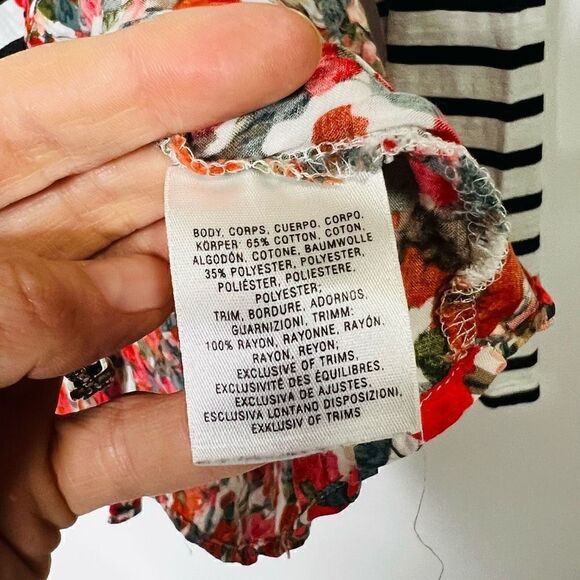 BODY, CORPS, CUERPO, CORPO,
KÖRPER: 65% COTTON, COTON,
ALGODÓN, COTONE, BAUMWOLLE
35% POLYESTER, POLYESTER,
POLIÉSTER, POLIESTERE,
POLYESTER;
TRIM, BORDURE, ADORNOS,
GUARNIZIONI, TRIMM:
100% RAYON, RAYONNE, RAYÓN,
RAYON, REYON;
EXCLUSIVE OF TRIMS,
EXCLUSIVITÉ DES ÉQUILIBRES,
EXCLUSIVA DE AJUSTES,
ESCLUSIVA LONTANO DISPOSIZIONI,
EXKLUSIV OF TRIMS